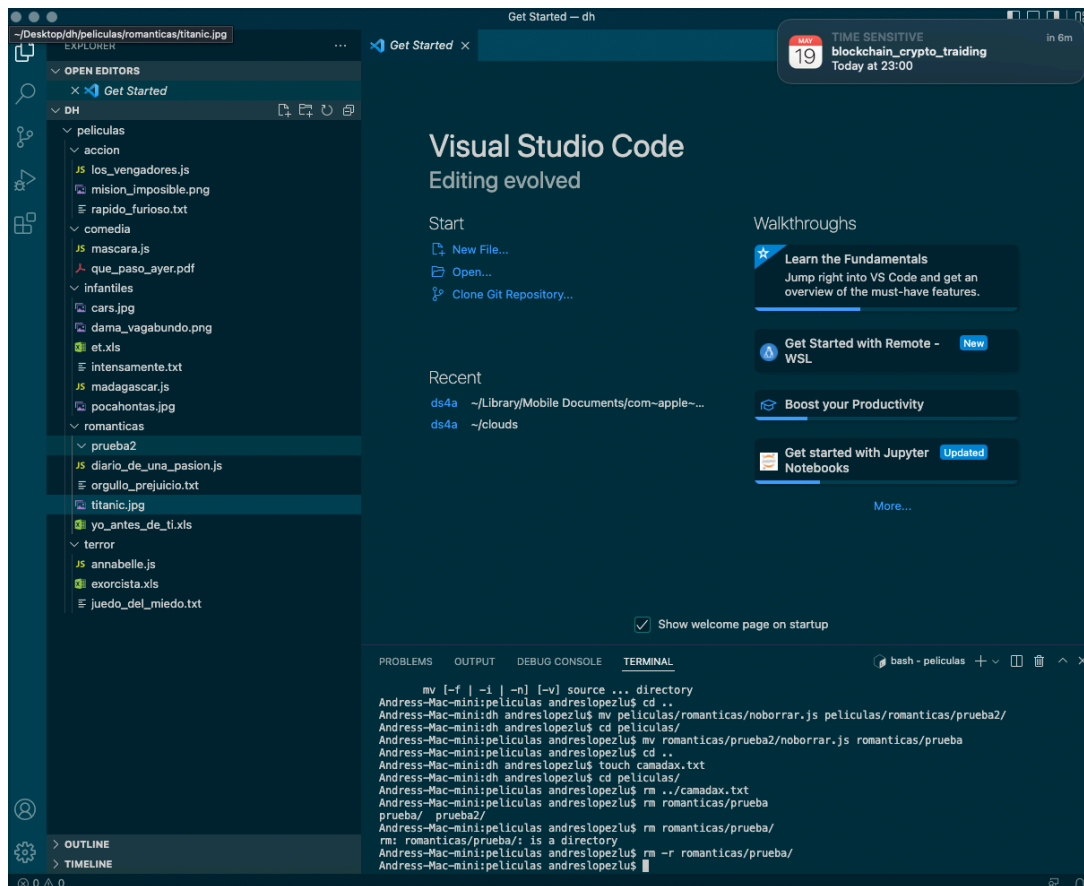 Get Started — dh
~/Desktop/dh/peliculas/romanticas/titanic.jpg
EXPLORER
...
Get Started
TIME SENSITIVE
in 6m
MAY
19
blockchain_crypto_traiding
Today at 23:00
OPEN EDITORS
Get Started
DH
peliculas
accion
JS los_vengadores.js
mision_imposible.png
rapido_furioso.txt
comedia
JS mascara.js
que_paso_ayer.pdf
infantiles
cars.jpg
dama_vagabundo.png
et.xls
intensamente.txt
JS madagascar.js
pocahontas.jpg
romanticas
prueba2
JS diario_de_una_pasion.js
orgullo_prejuicio.txt
titanic.jpg
yo_antes_de_ti.xls
terror
JS annabelle.js
exorcista.xls
juedo_del_miedo.txt
OUTLINE
TIMELINE
0 0
Visual Studio Code
Editing evolved
Start
New File...
Open...
Clone Git Repository...
Recent
ds4a ~/Library/Mobile Documents/com~apple~...
ds4a ~/clouds
Walkthroughs
Learn the Fundamentals
Jump right into VS Code and get an
overview of the must-have features.
Get Started with Remote - New
WSL
Boost your Productivity
Get started with Jupyter Updated
Notebooks
More...
Show welcome page on startup
PROBLEMS OUTPUT DEBUG CONSOLE TERMINAL
bash - peliculas
mv [-f | -i | -n] [-v] source ... directory
Andress-Mac-mini:peliculas andreslopezlu$ cd ..
Andress-Mac-mini:dh andreslopezlu$ mv peliculas/romanticas/noborrar.js peliculas/romanticas/prueba2/
Andress-Mac-mini:dh andreslopezlu$ cd peliculas/
Andress-Mac-mini:peliculas andreslopezlu$ mv romanticas/prueba2/noborrar.js romanticas/prueba
Andress-Mac-mini:peliculas andreslopezlu$ cd ..
Andress-Mac-mini:dh andreslopezlu$ touch camadax.txt
Andress-Mac-mini:dh andreslopezlu$ cd peliculas/
Andress-Mac-mini:peliculas andreslopezlu$ rm ../camadax.txt
Andress-Mac-mini:peliculas andreslopezlu$ rm romanticas/prueba
prueba/ prueba2/
Andress-Mac-mini:peliculas andreslopezlu$ rm romanticas/prueba/
rm: romanticas/prueba/: is a directory
Andress-Mac-mini:peliculas andreslopezlu$ rm -r romanticas/prueba/
Andress-Mac-mini:peliculas andreslopezlu$